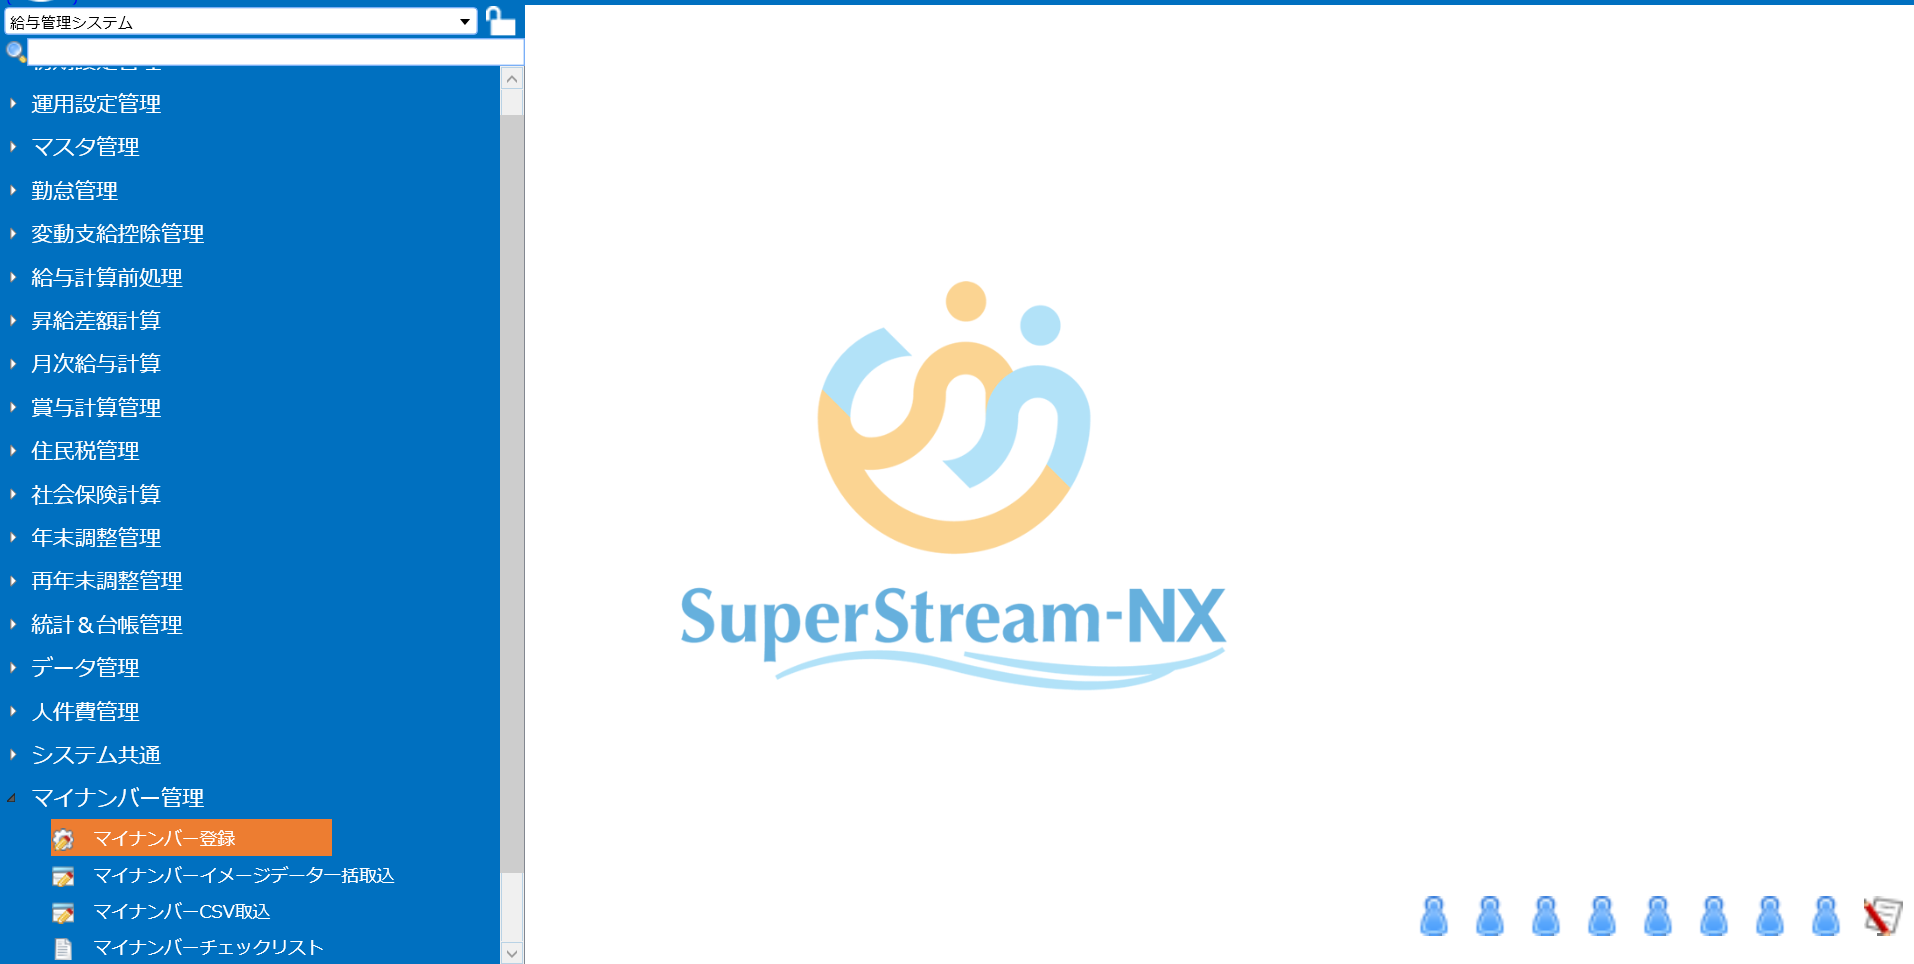 給与管理システム
運用設定管理
マスタ管理
勤怠管理
変動支給控除管理
給与計算前処理
昇給差額計算
月次給与計算
賞与計算管理
住民税管理
社会保険計算
年末調整管理
再年末調整管理
統計＆台帳管理
データ管理
人件費管理
システム共通
マイナンバー管理
マイナンバー登録
マイナンバーイメージデータ一括取込
マイナンバーCSV取込
マイナンバーチェックリスト
SuperStream-NX